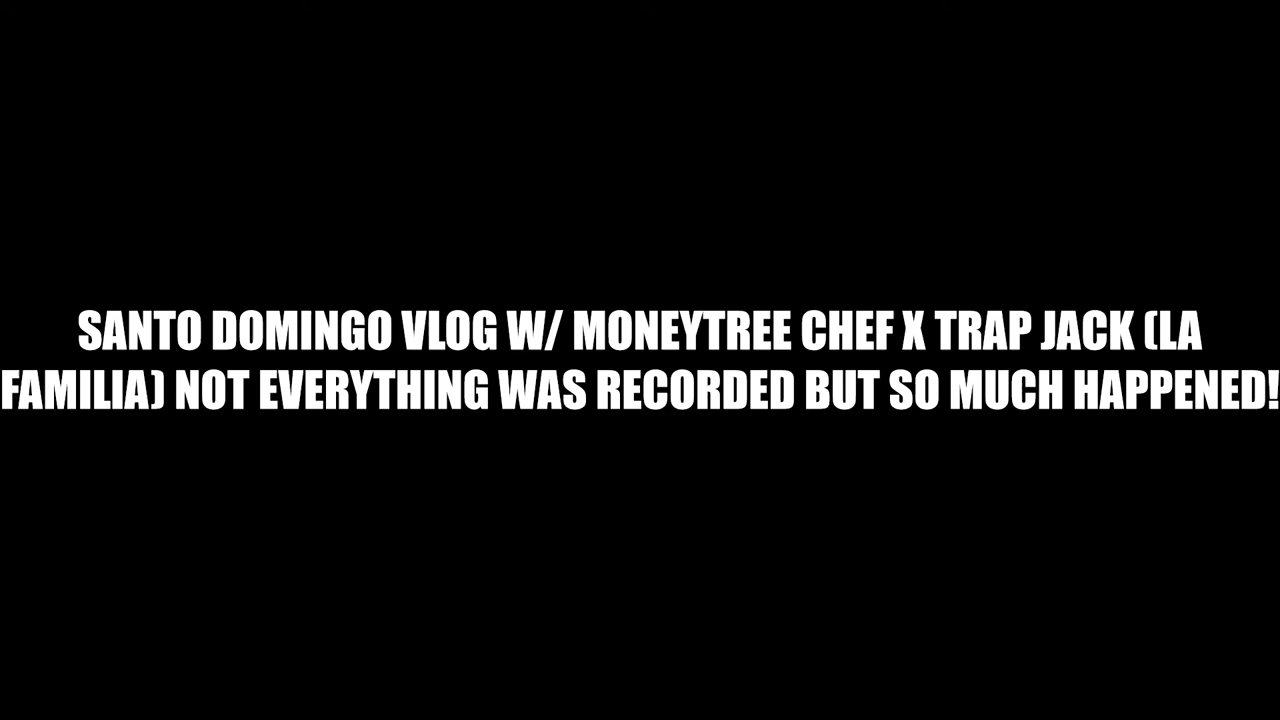 SANTO DOMINGO VLOG W/ MONEYTREE CHEF X TRAP JACK (LA
FAMILIA) NOT EVERYTHING WAS RECORDED BUT SO MUCH HAPPENED!